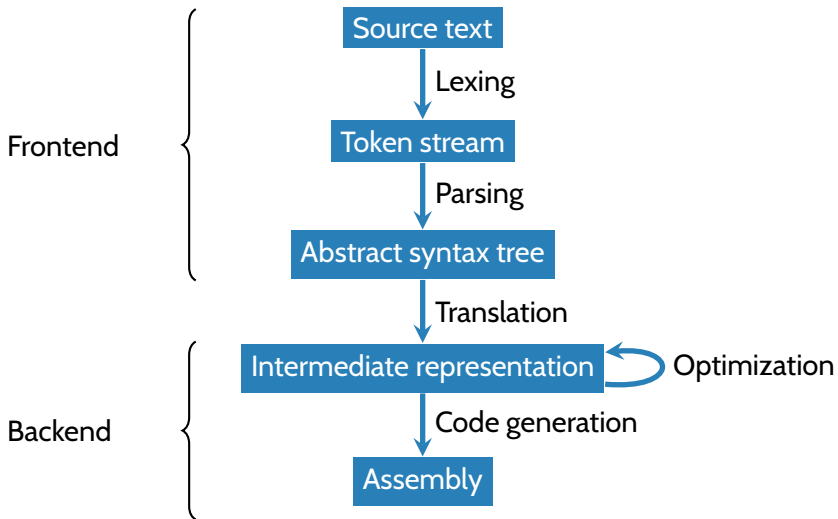 Source text
Lexing
Frontend
Token stream
Parsing
Abstract syntax tree
Translation
Intermediate representation
Optimization
Code generation
Backend
Assembly